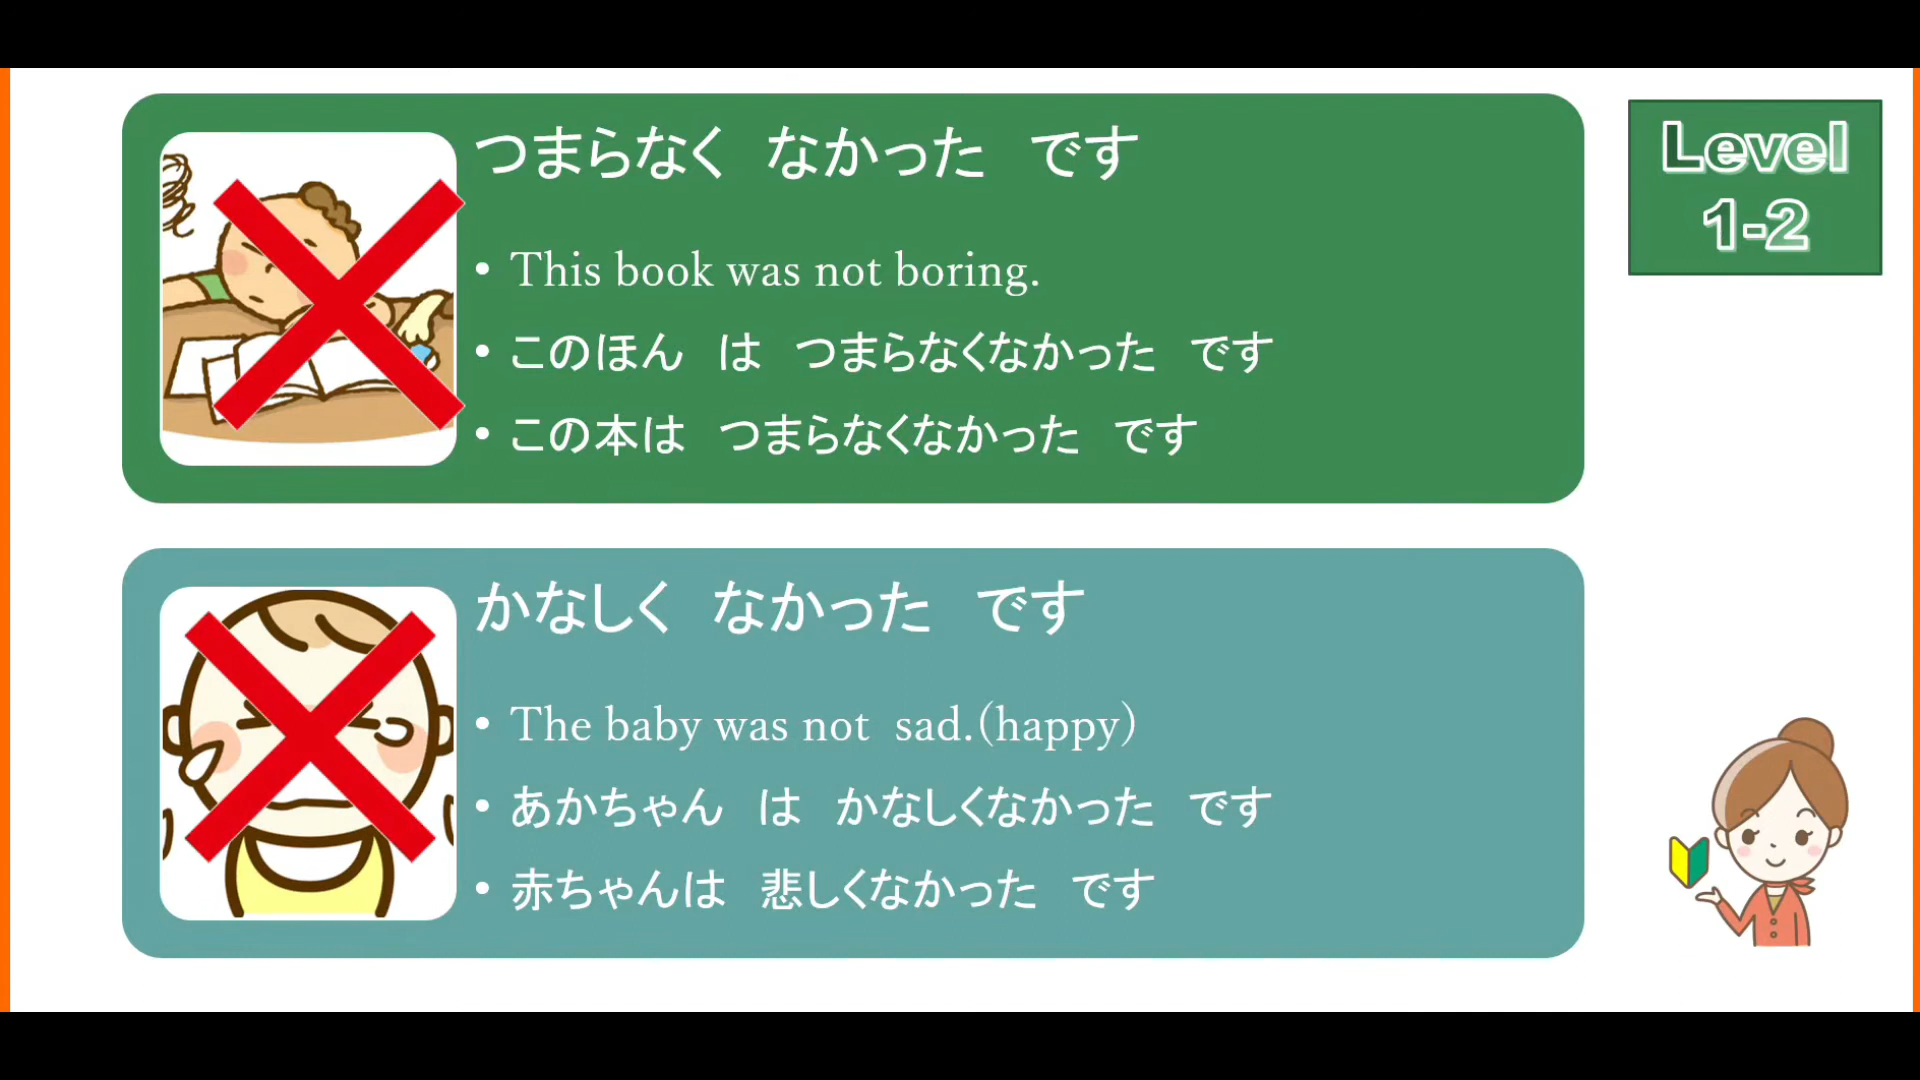 つまらなく　なかった　です
• This book was not boring.
• このほん　は　つまらなくなかった　です
• この本は　つまらなくなかった　です
かなしく　なかった　です
• The baby was not  sad.(happy)
• あかちゃん　は　かなしくなかった　です
• 赤ちゃんは　悲しくなかった　です
Level
1-2